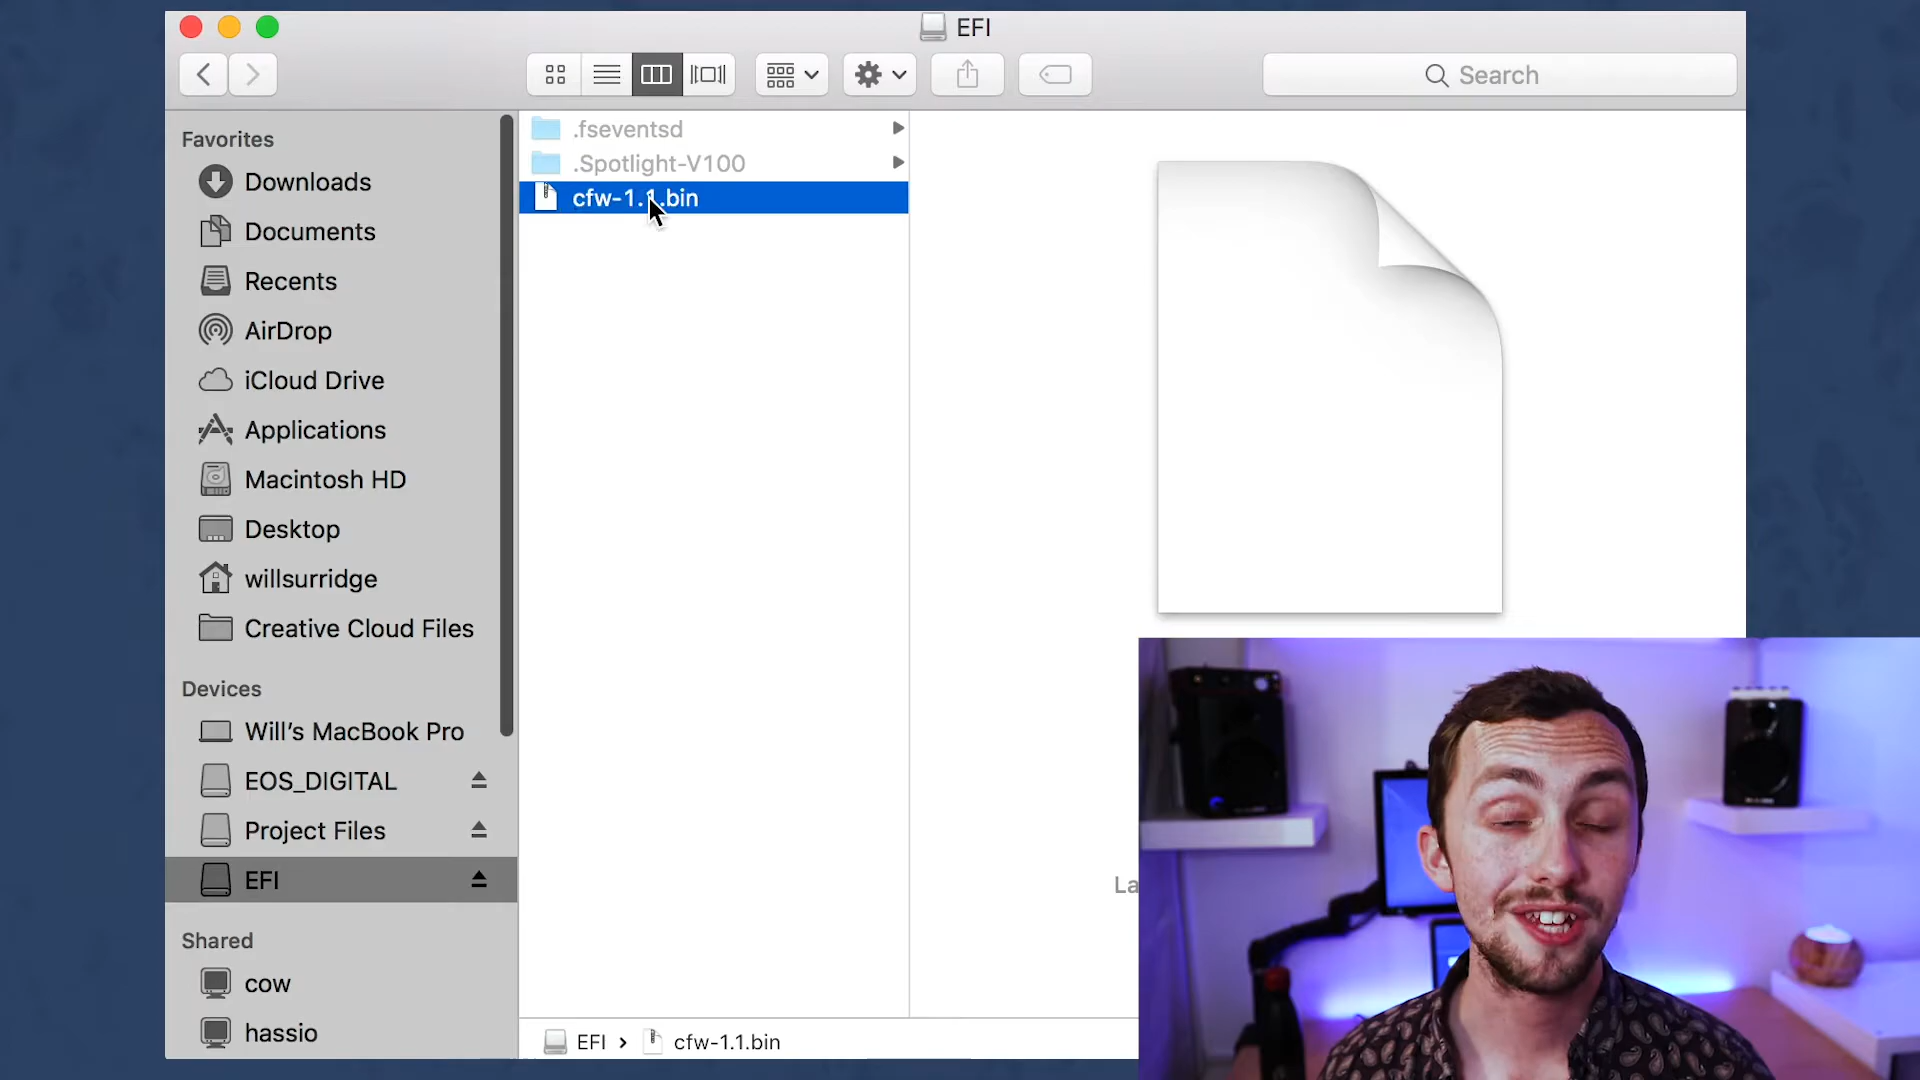 EFI
Search
Favorites
Downloads
Documents
Recents
AirDrop
iCloud Drive
Applications
Macintosh HD
Desktop
willsurridge
Creative Cloud Files
Devices
Will's MacBook Pro
EOS_DIGITAL
Project Files
EFI
Shared
cow
hassio
.fseventsd
.Spotlight-V100
cfw-1.1.bin
La
EFI › cfw-1.1.bin